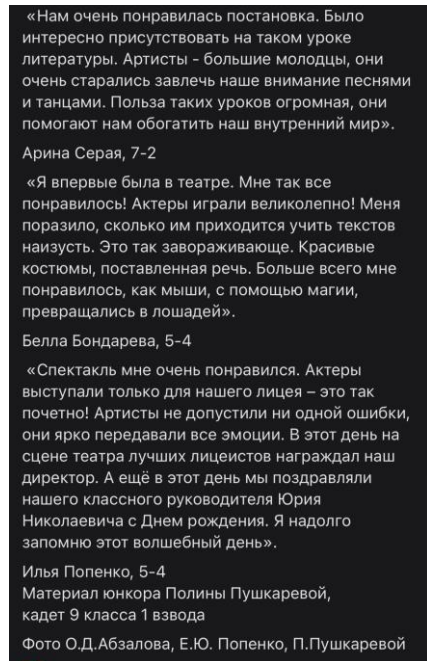 «Нам очень понравилась постановка. Было
интересно присутствовать на таком уроке
литературы. Артисты - большие молодцы, они
очень старались завлечь наше внимание песнями
и танцами. Польза таких уроков огромная, они
помогают нам обогатить наш внутренний мир».
Арина Серая, 7-2
«Я впервые была в театре. Мне так все
понравилось! Актеры играли великолепно! Меня
поразило, сколько им приходится учить текстов
наизусть. Это так завораживающе. Красивые
костюмы, поставленная речь. Больше всего мне
понравилось, как мыши, с помощью магии,
превращались в лошадей».
Белла Бондарева, 5-4
«Спектакль мне очень понравился. Актеры
выступали только для нашего лицея – это так
почетно! Артисты не допустили ни одной ошибки,
они ярко передавали все эмоции. В этот день на
сцене театра лучших лицеистов награждал наш
директор. А ещё в этот день мы поздравляли
нашего классного руководителя Юрия
Николаевича с Днем рождения. Я надолго
запомню этот волшебный день».
Илья Попенко, 5-4
Материал юнкора Полины Пушкаревой,
кадет 9 класса 1 взвода
Фото О.Д.Абзалова, Е.Ю. Попенко, П.Пушкаревой